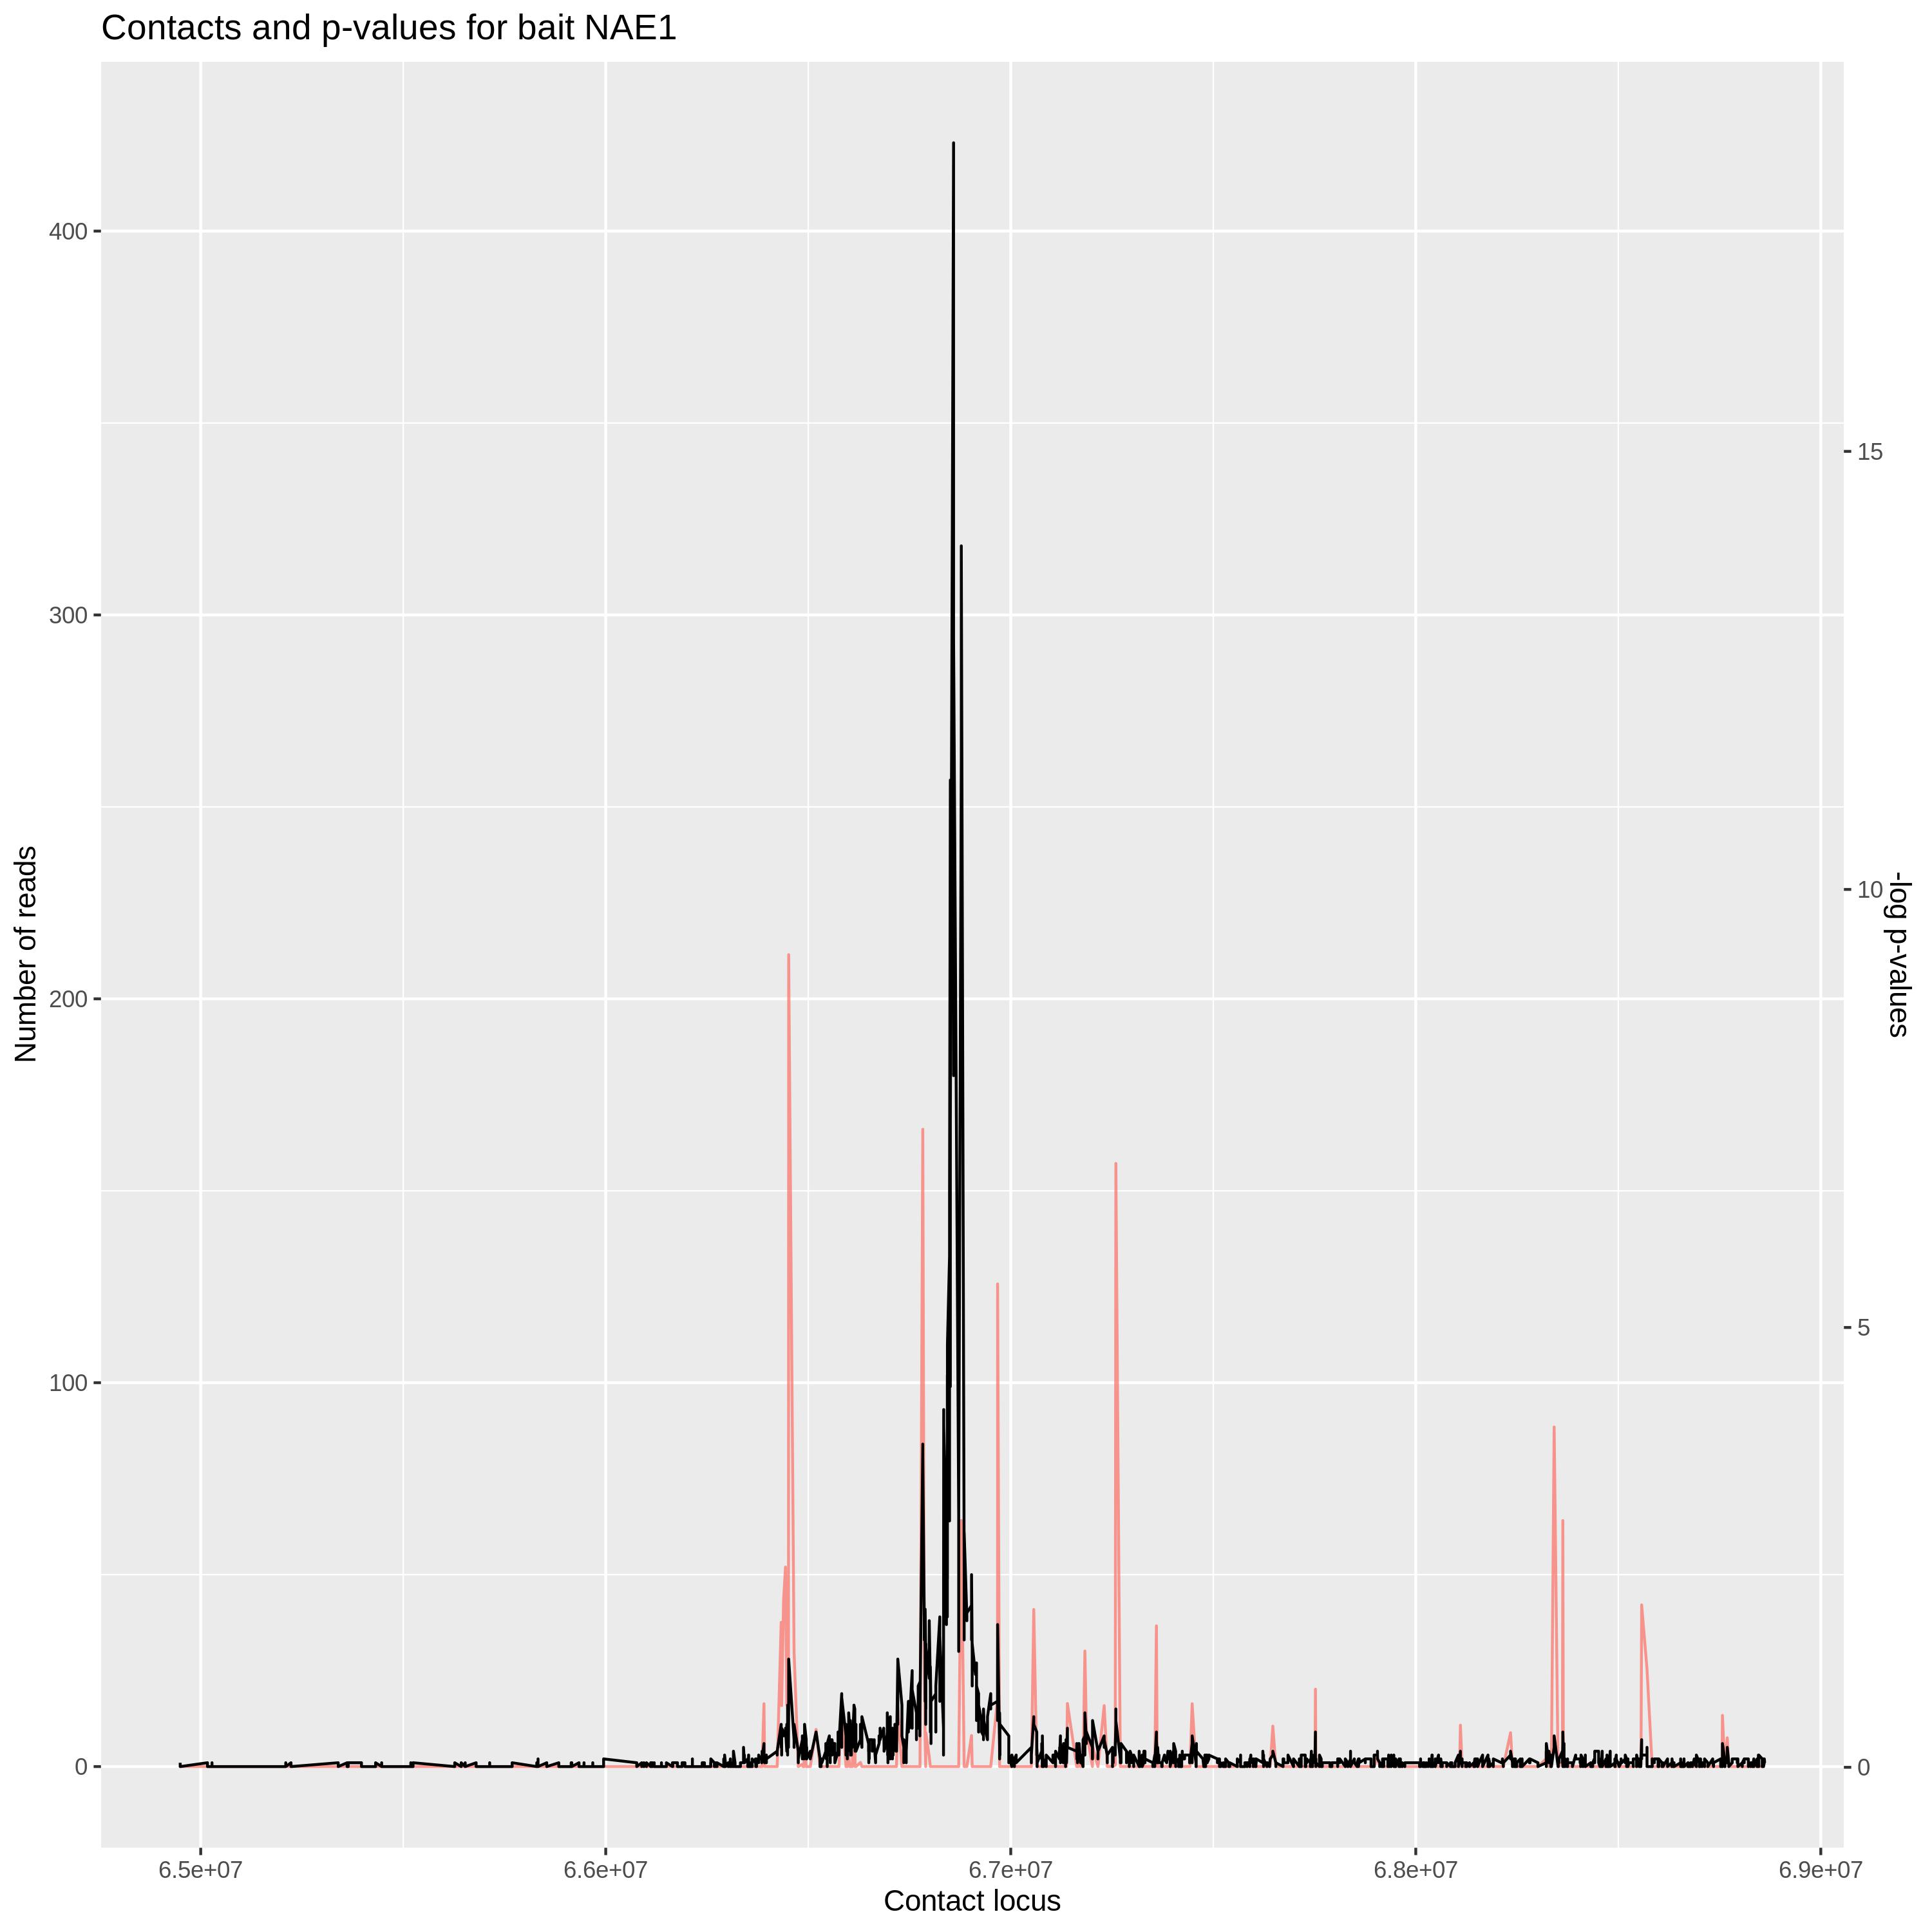 Contacts and p-values for bait NAE1
400
300
200
100
0
Number of reads
15
10
5
0
-log p-values
6.5e+07
6.6e+07
6.7e+07
6.8e+07
6.9e+07
Contact locus